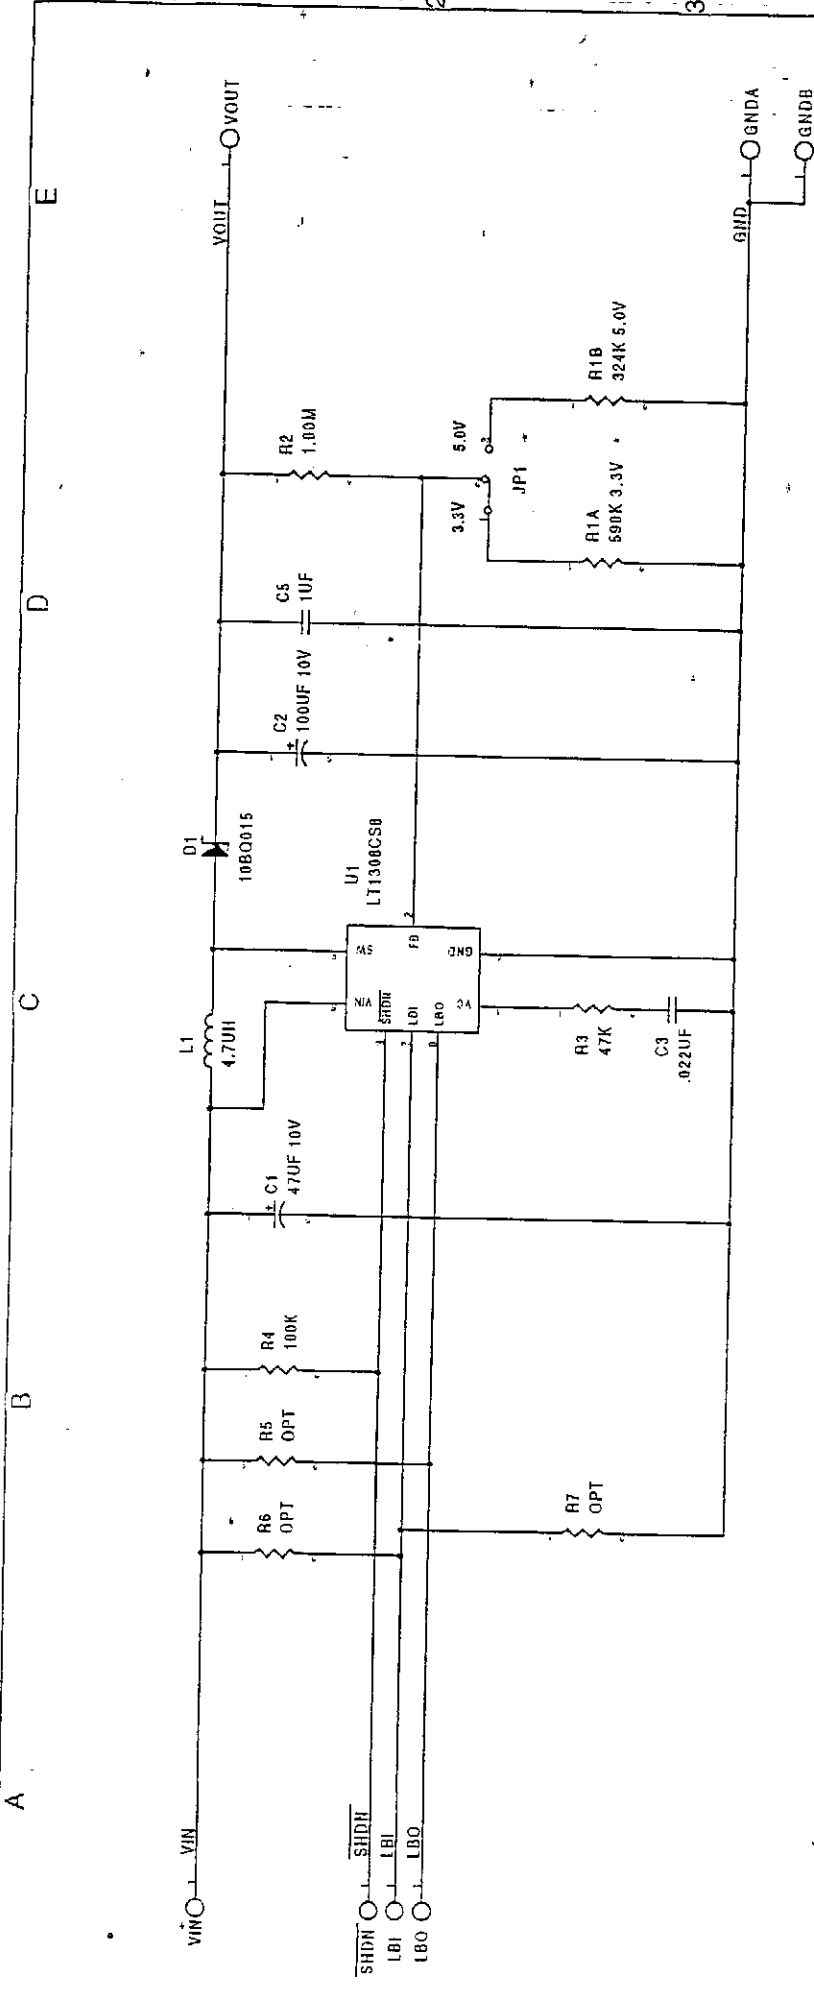 A
B
C
D
E
2
3
VIN
+
VIN
SHDN
SHDN
LBI
LBI
LBO
LBO
R6
OPT
R5
OPT
R4
100K
C1
+
47UF 10V
L1
4.7UH
D1
10BQ015
U1
LT1308CS8
VIN
SW
SHDN
LBI
LBO
FB
2
VC
GND
R3
47K
C3
.022UF
R7
OPT
C2
+
100UF 10V
C5
1UF
R2
1.00M
3.3V
5.0V
JP1
R1A
590K 3.3V
R1B
324K 5.0V
VOUT
VOUT
GND
GNDA
GNDB